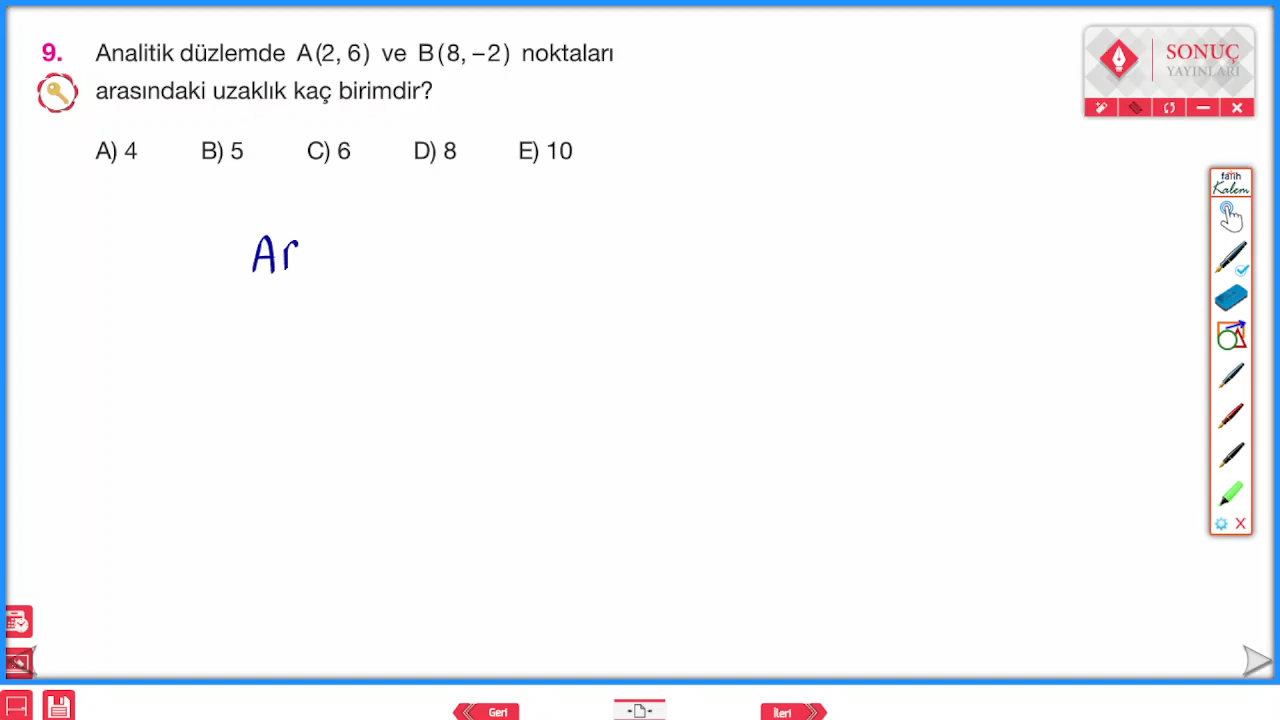 9. Analitik düzlemde A(2, 6) ve B(8, −2) noktaları
arasındaki uzaklık kaç birimdir?
A) 4 B) 5 C) 6 D) 8 E) 10
Ar
SONUÇ
YAYINLARI
fatih
Kalem
Geri
İleri